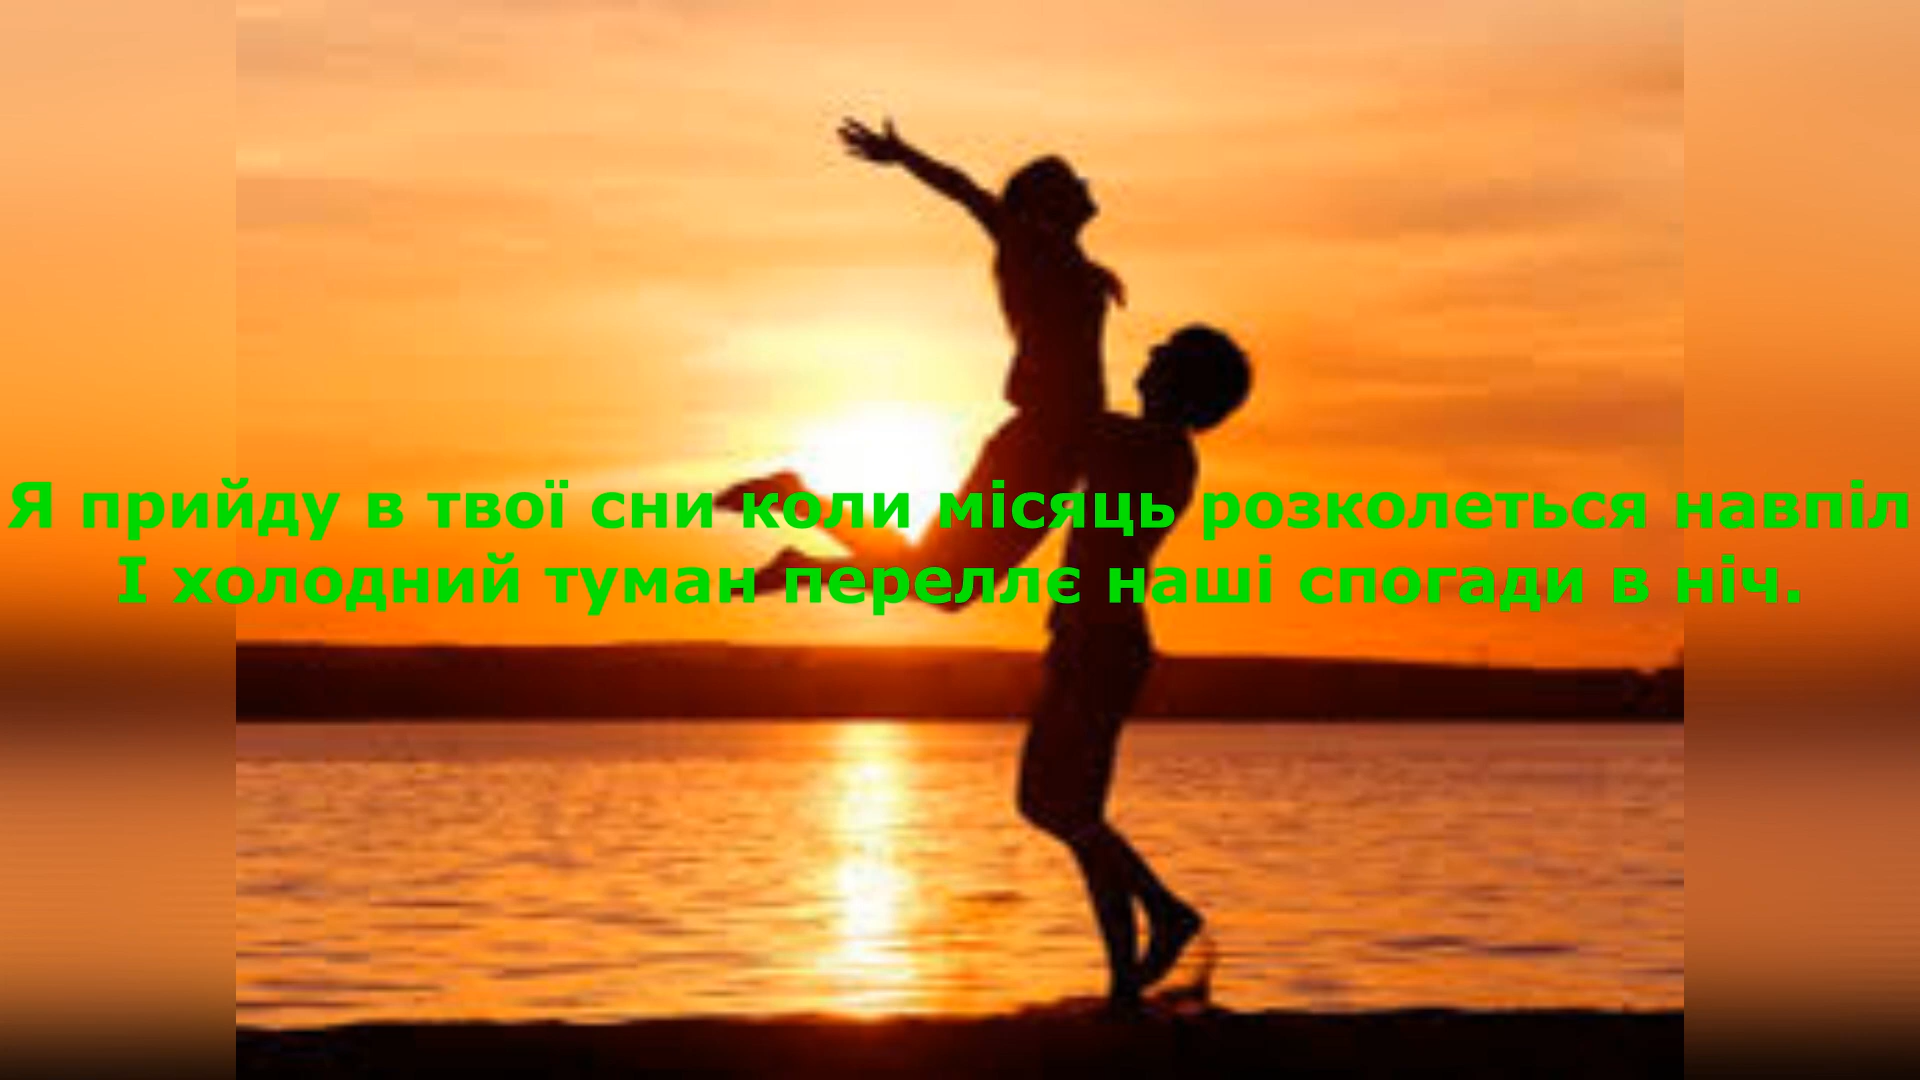 Я прийду в твої сни коли місяць розколеться навпіл
І холодний туман переллє наші спогади в ніч.